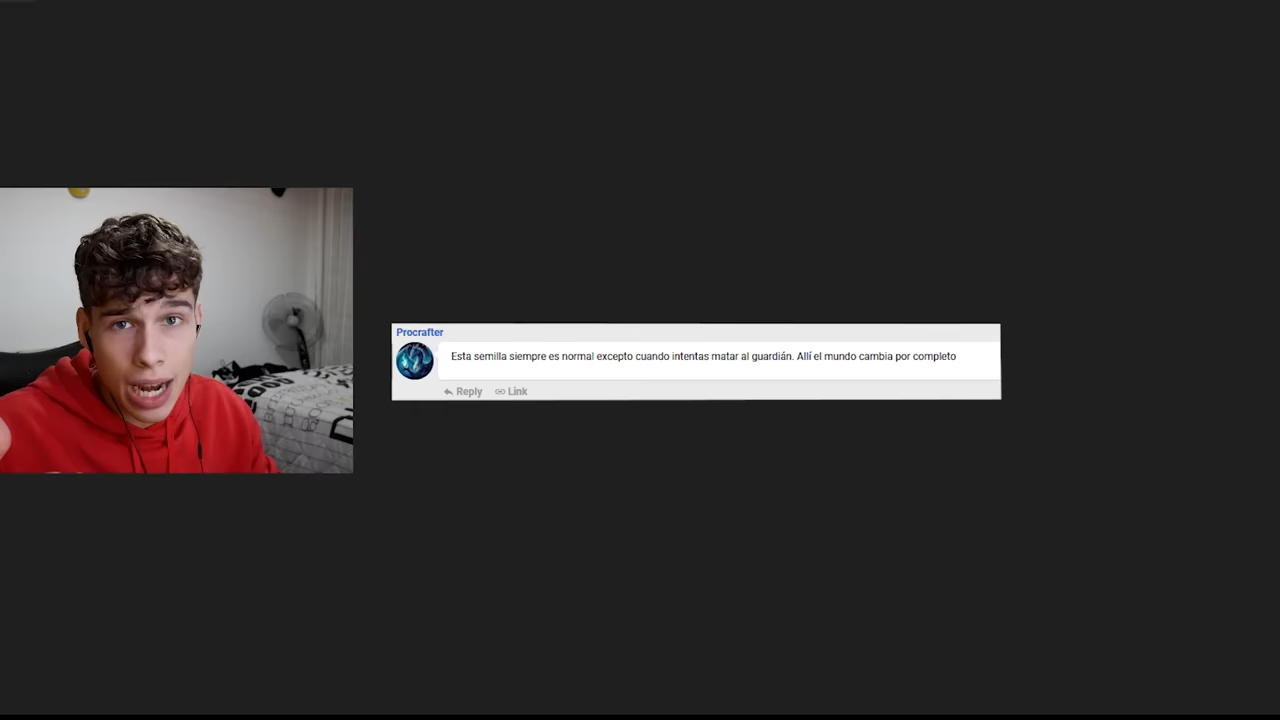 Procrafter
Esta semilla siempre es normal excepto cuando intentas matar al guardián. Allí el mundo cambia por completo
Reply Link